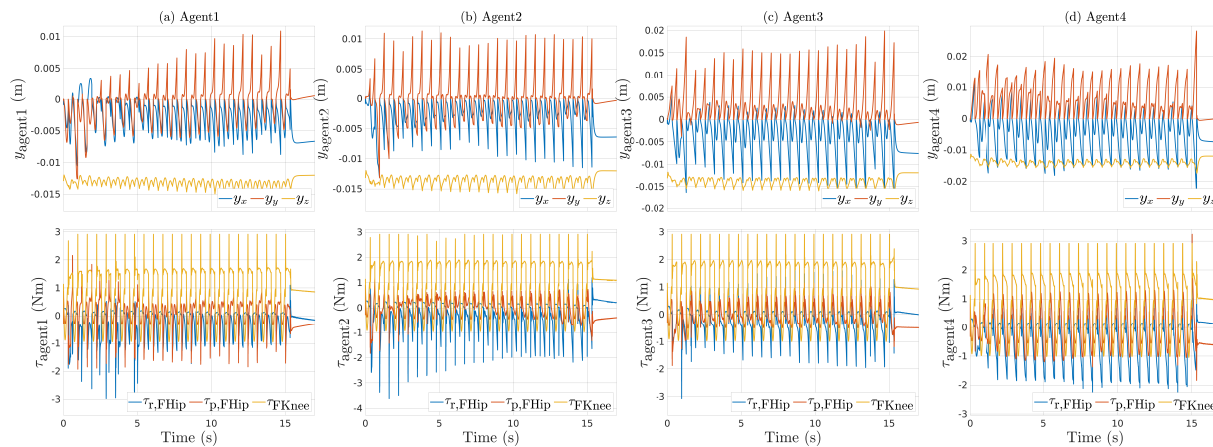 (a) Agent1
(b) Agent2
(c) Agent3
(d) Agent4
y_agent1 (m)
0.01
0.005
0
-0.005
-0.01
-0.015
y_x y_y y_z
y_agent2 (m)
0.01
0.005
0
-0.005
-0.01
-0.015
y_x y_y y_z
y_agent3 (m)
0.02
0.015
0.01
0.005
0
-0.005
-0.01
-0.015
-0.02
y_x y_y y_z
y_agent4 (m)
0.02
0
-0.02
y_x y_y y_z
τ_agent1 (Nm)
3
2
1
0
-1
-2
-3
τ_r,FHip τ_p,FHip τ_FKnee
0 5 10 15
Time (s)
τ_agent2 (Nm)
3
2
1
0
-1
-2
-3
-4
τ_r,FHip τ_p,FHip τ_FKnee
0 5 10 15
Time (s)
τ_agent3 (Nm)
3
2
1
0
-1
-2
-3
τ_r,FHip τ_p,FHip τ_FKnee
0 5 10 15
Time (s)
τ_agent4 (Nm)
3
2
1
0
-1
-2
-3
τ_r,FHip τ_p,FHip τ_FKnee
0 5 10 15
Time (s)